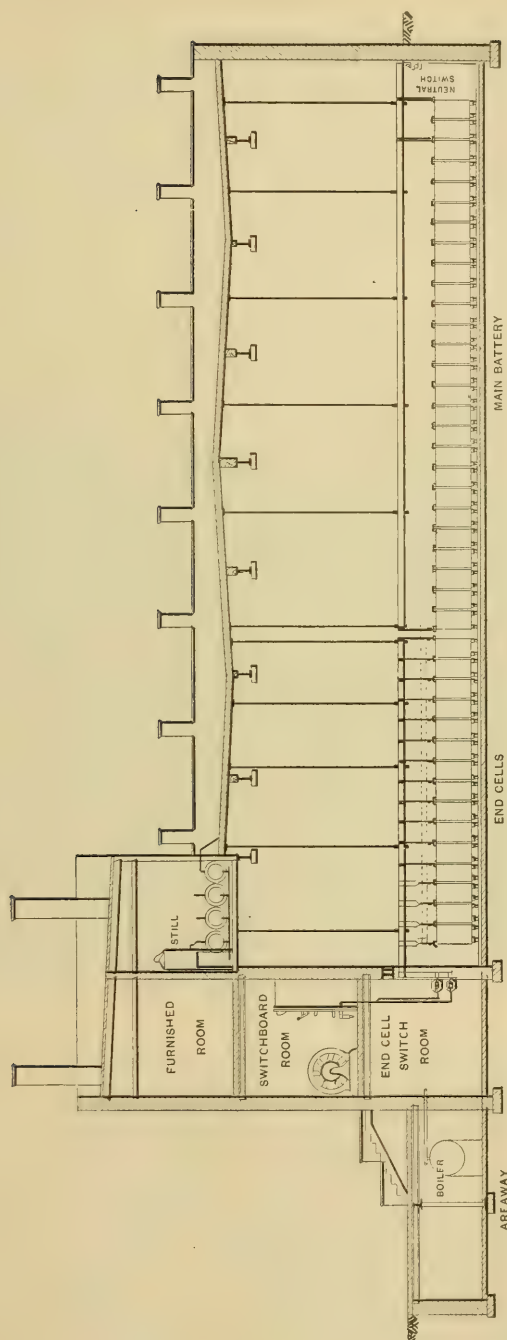 STILL
FURNISHED
ROOM
SWITCHBOARD
ROOM
END CELL
SWITCH
ROOM
BOILER
NEUTRAL
SWITCH
AREAWAY
END CELLS
MAIN BATTERY